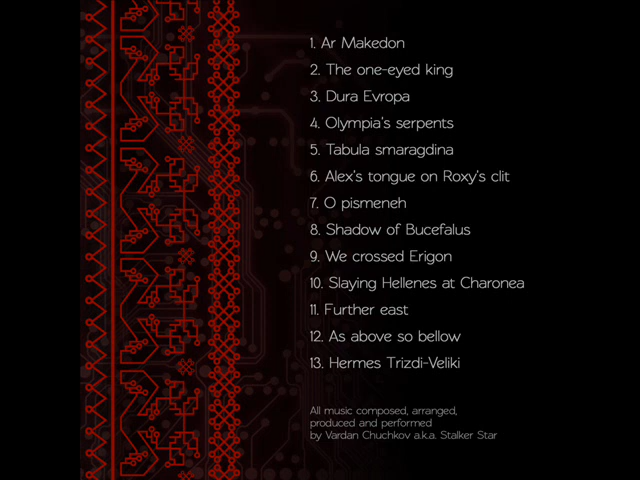 1. Ar Makedon
2. The one-eyed king
3. Dura Evropa
4. Olympia's serpents
5. Tabula smaragdina
6. Alex's tongue on Roxy's clit
7. O pismeneh
8. Shadow of Bucefalus
9. We crossed Erigon
10. Slaying Hellenes at Charonea
11. Further east
12. As above so bellow
13. Hermes Trizdi-Veliki
All music composed, arranged,
produced and performed
by Vardan Chuchkov a.k.a. Stalker Star